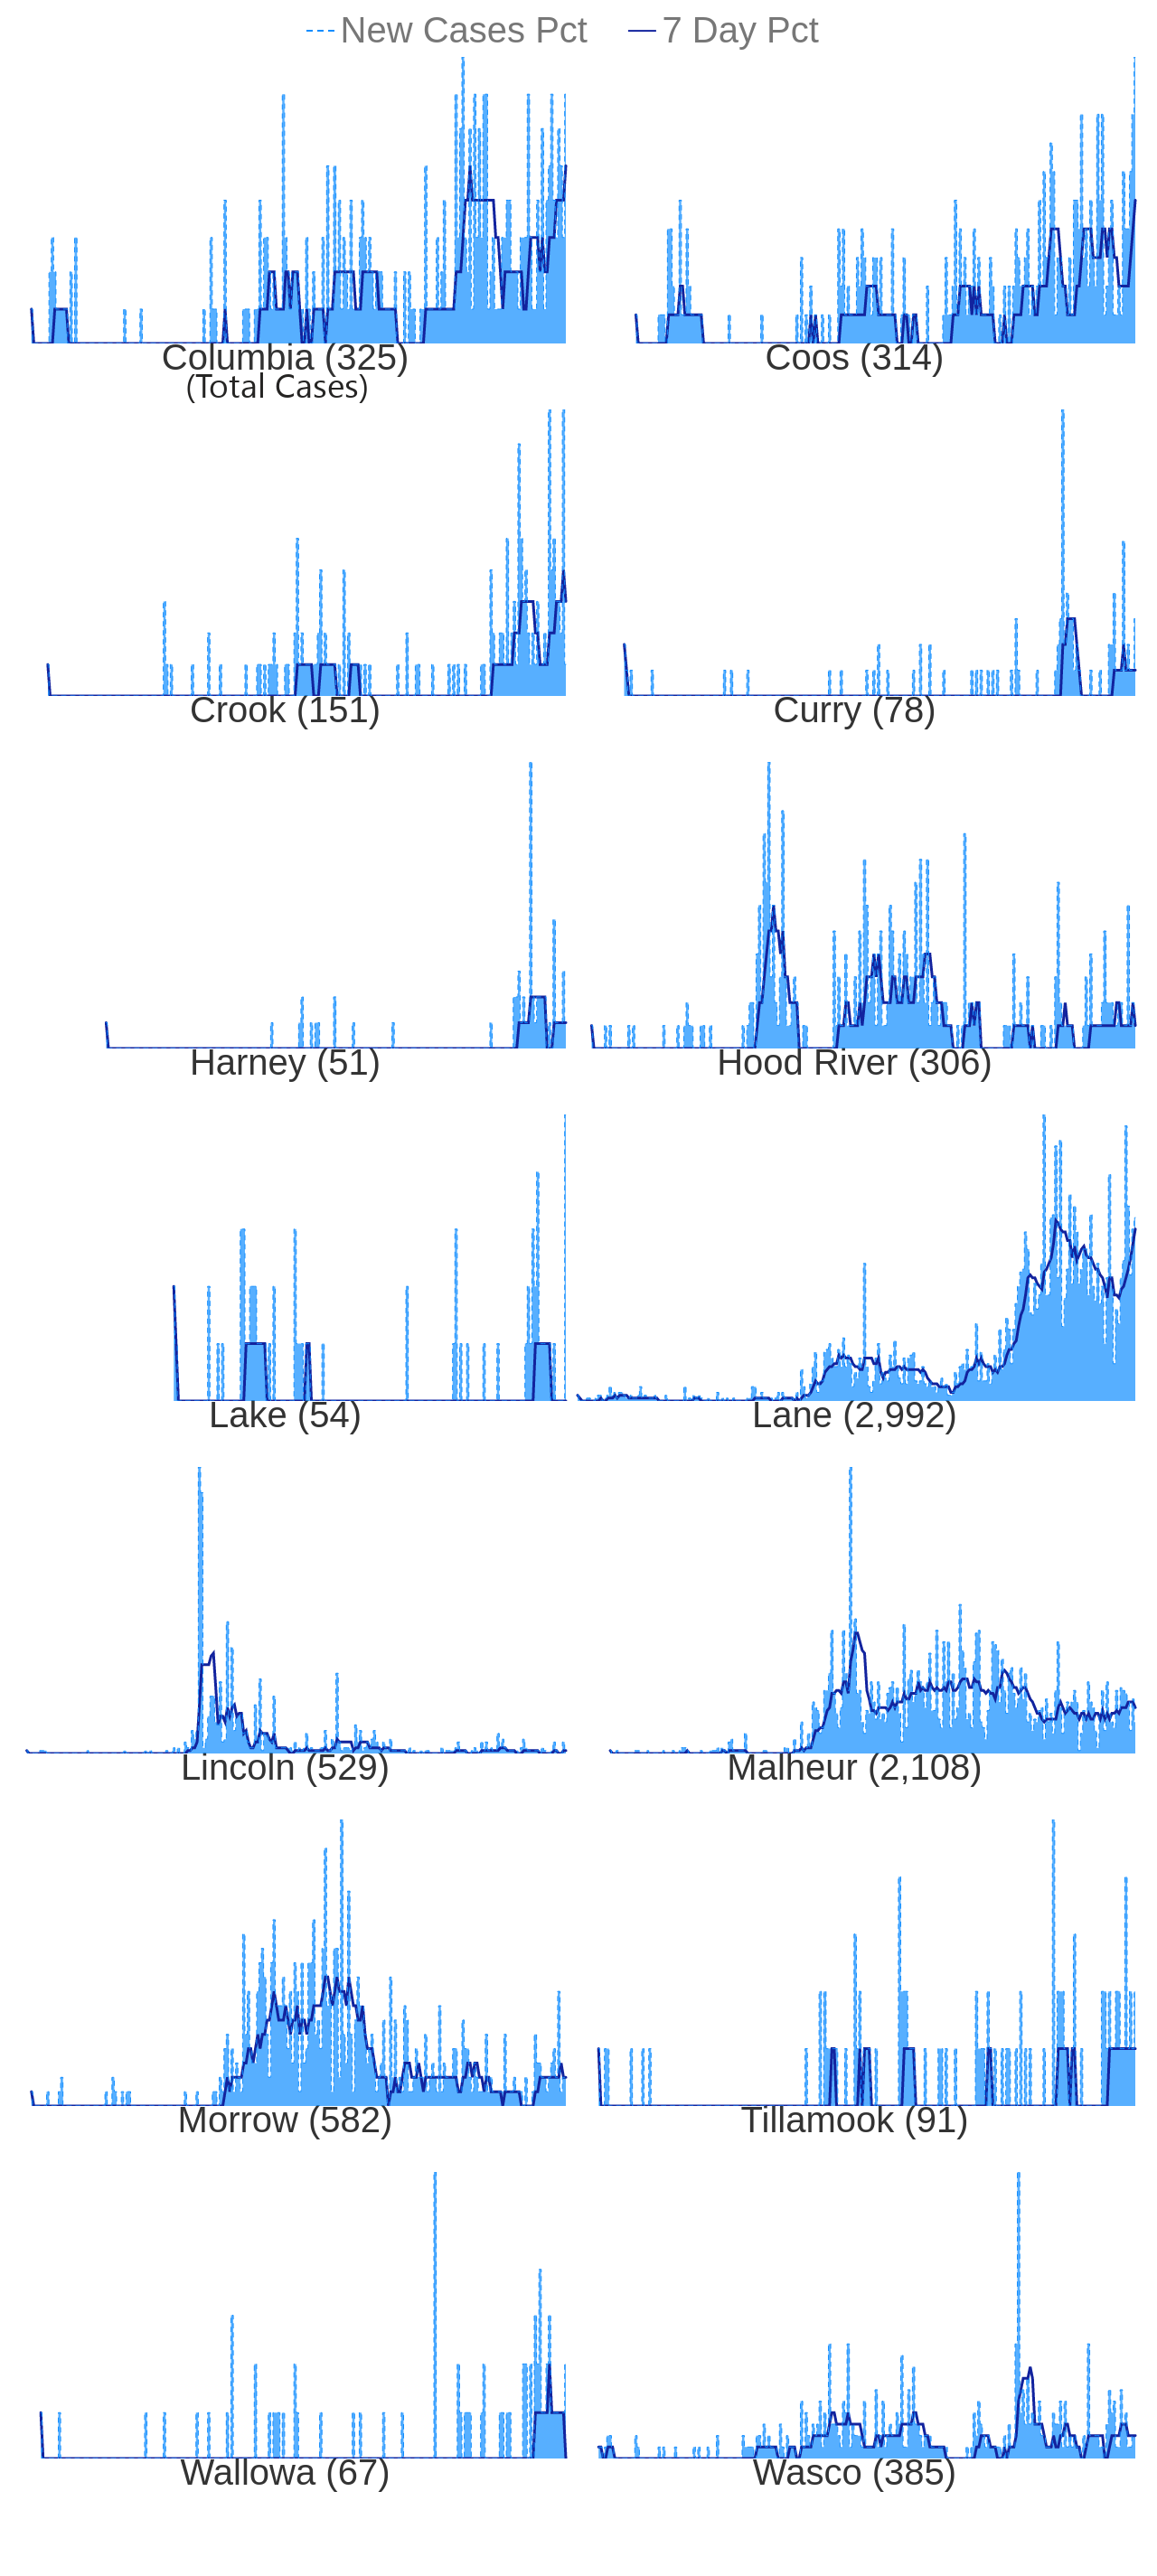 New Cases Pct 7 Day Pct
Columbia (325) Coos (314)
(Total Cases)
Crook (151) Curry (78)
Harney (51) Hood River (306)
Lake (54) Lane (2,992)
Lincoln (529) Malheur (2,108)
Morrow (582) Tillamook (91)
Wallowa (67) Wasco (385)